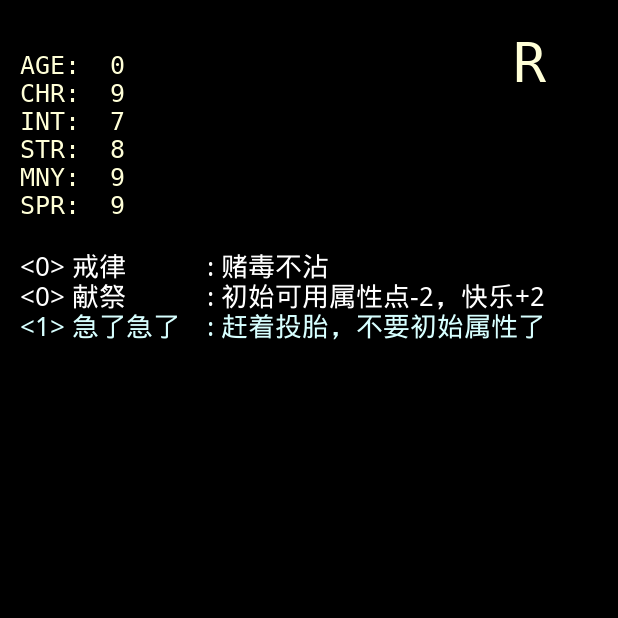 R
AGE: 0
CHR: 9
INT: 7
STR: 8
MNY: 9
SPR: 9
<0> 戒律 : 赌毒不沾
<0> 献祭 : 初始可用属性点-2，快乐+2
<1> 急了急了 : 赶着投胎，不要初始属性了